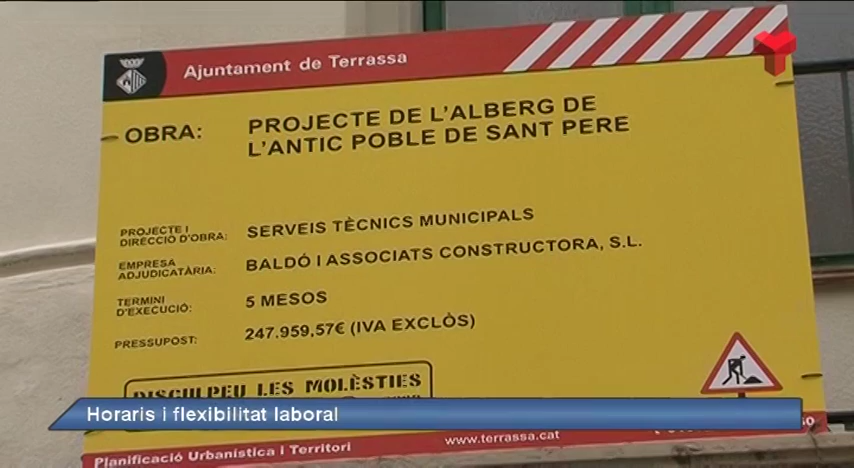 Ajuntament de Terrassa
OBRA: PROJECTE DE L'ALBERG DE
L'ANTIC POBLE DE SANT PERE
PROJECTE I
DIRECCIÓ D'OBRA: SERVEIS TÈCNICS MUNICIPALS
EMPRESA
ADJUDICATÀRIA: BALDÓ I ASSOCIATS CONSTRUCTORA, S.L.
TERMINI
D'EXECUCIÓ: 5 MESOS
PRESSUPOST: 247.959,57€ (IVA EXCLÒS)
DISCULPEU LES MOLÈSTIES
Horaris i flexibilitat laboral
Planificació Urbanística i Territori www.terrassa.cat